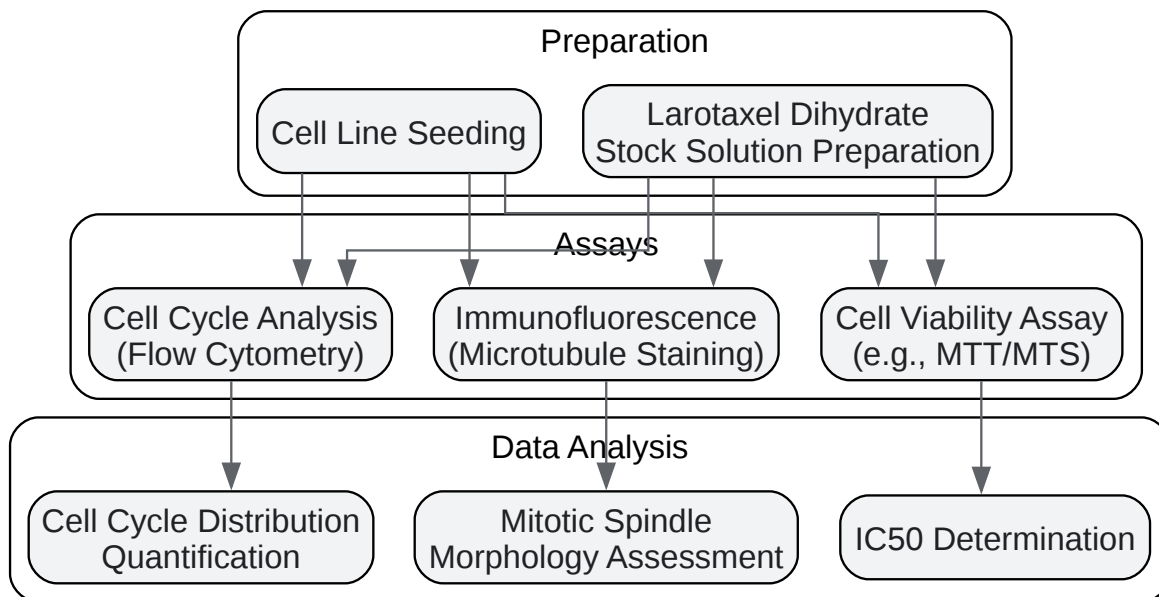 Preparation
Cell Line Seeding
Larotaxel Dihydrate
Stock Solution Preparation
Assays
Cell Cycle Analysis
(Flow Cytometry)
Immunofluorescence
(Microtubule Staining)
Cell Viability Assay
(e.g., MTT/MTS)
Data Analysis
Cell Cycle Distribution
Quantification
Mitotic Spindle
Morphology Assessment
IC50 Determination